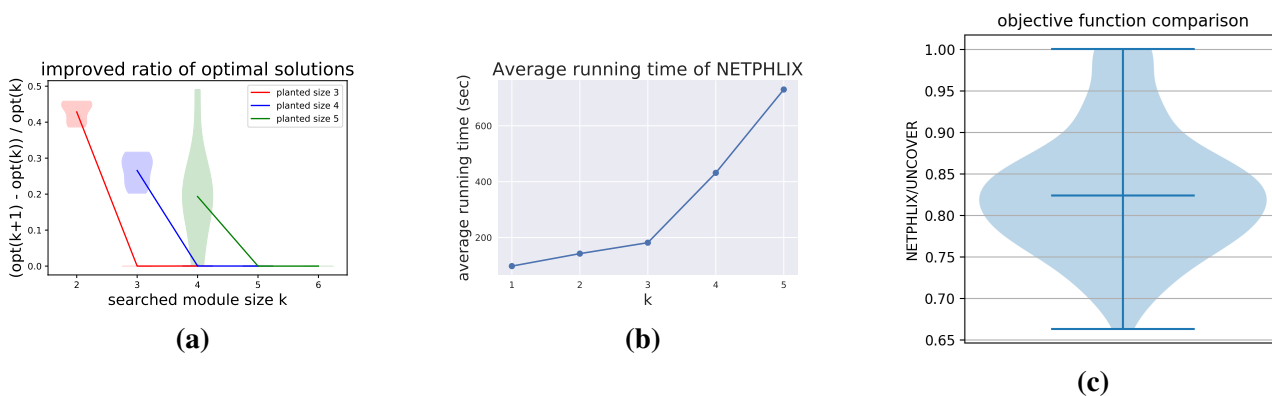 improved ratio of optimal solutions
(opt(k+1) - opt(k)) / opt(k)
0.5
0.4
0.3
0.2
0.1
0.0
planted size 3
planted size 4
planted size 5
2 3 4 5 6
searched module size k
(a)
Average running time of NETPHLIX
average running time (sec)
600
400
200
1 2 3 4 5
k
(b)
objective function comparison
NETPHLIX/UNCOVER
1.00
0.95
0.90
0.85
0.80
0.75
0.70
0.65
(c)